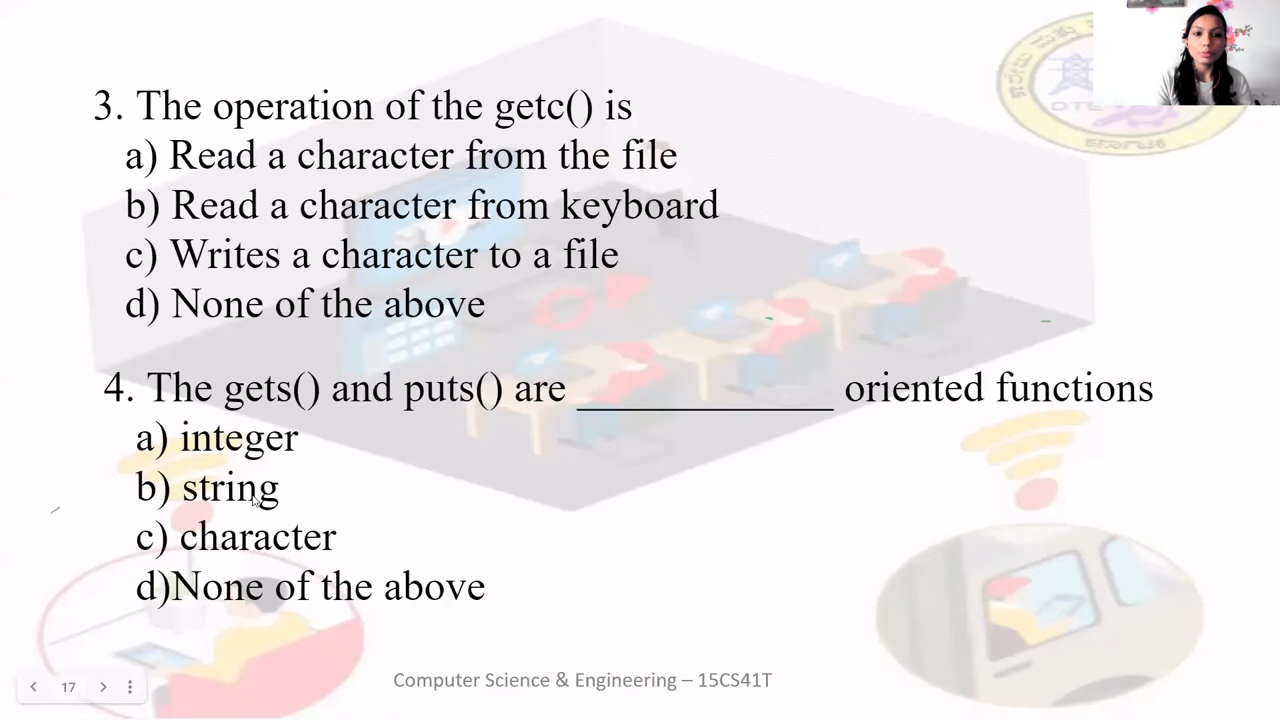 3. The operation of the getc() is
a) Read a character from the file
b) Read a character from keyboard
c) Writes a character to a file
d) None of the above
4. The gets() and puts() are _____________ oriented functions
a) integer
b) string
c) character
d)None of the above
17
Computer Science & Engineering – 15CS41T